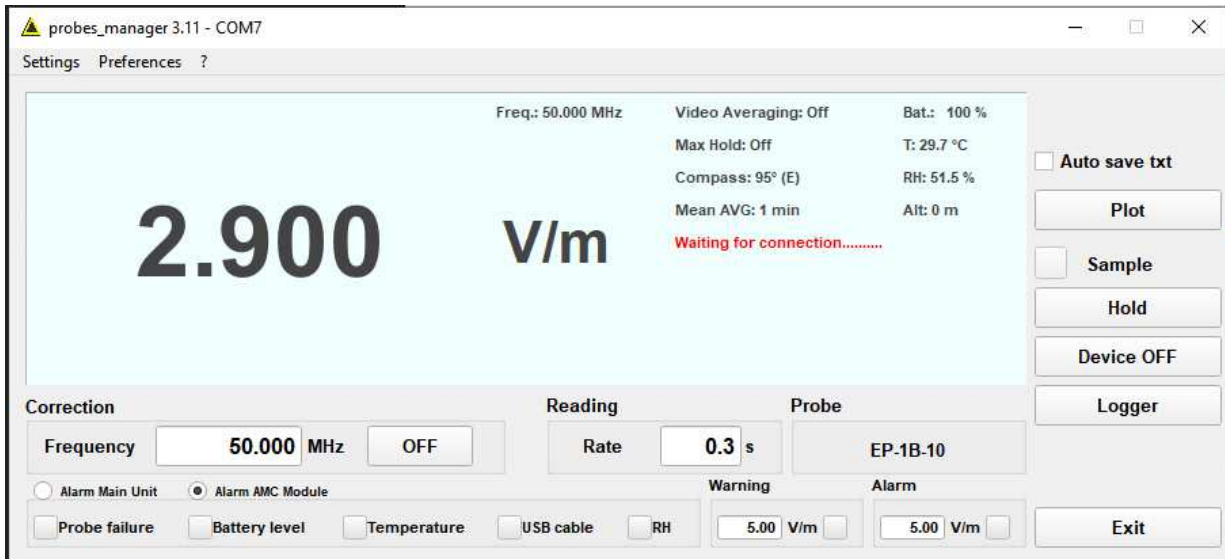 probes_manager 3.11 - COM7
Settings Preferences ?
Freq.: 50.000 MHz Video Averaging: Off Bat.: 100 %
Max Hold: Off T: 29.7 °C
Compass: 95° (E) RH: 51.5 %
Mean AVG: 1 min Alt: 0 m
2.900 V/m
Waiting for connection..........
Auto save txt
Plot
Sample
Hold
Device OFF
Logger
Correction Reading Probe
Frequency 50.000 MHz OFF Rate 0.3 s EP-1B-10
Alarm Main Unit Alarm AMC Module Warning Alarm
Probe failure Battery level Temperature USB cable RH 5.00 V/m 5.00 V/m
Exit